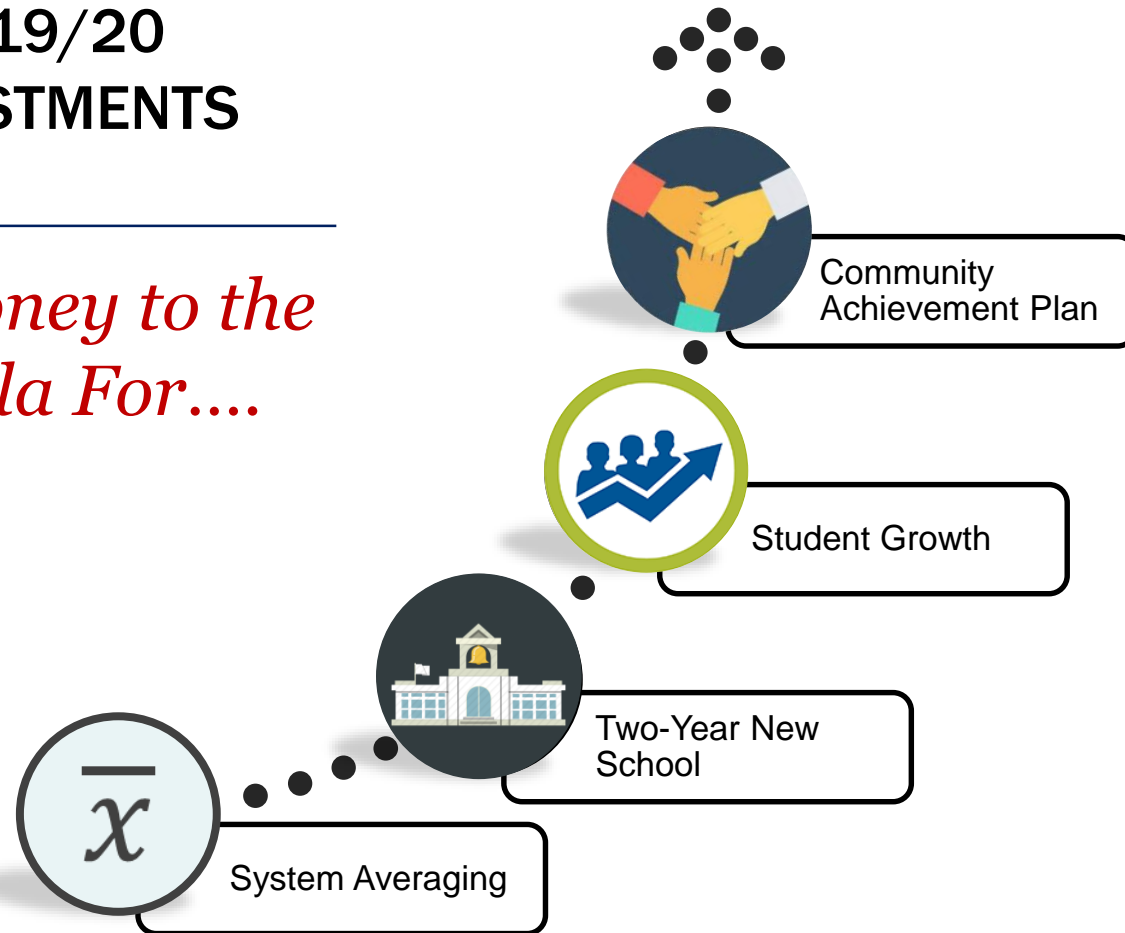 19/20
STMENTS
ney to the
la For....
Community
Achievement Plan
Student Growth
Two-Year New
School
x
System Averaging